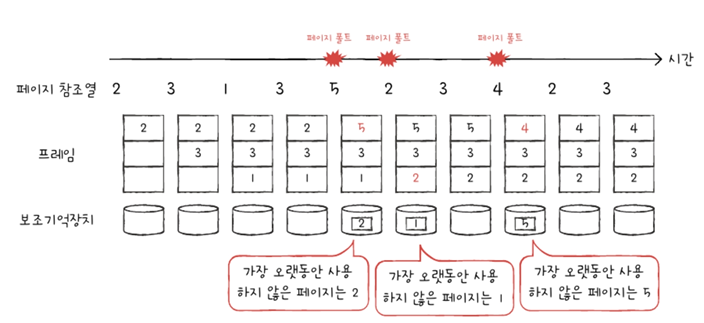 페이지 폴트 페이지 폴트 페이지 폴트
시간
페이지 참조열 2 3 1 3 5 2 3 4 2 3
2 2 2 2 5 5 5 4 4 4
프레임 3 3 3 3 3 3 3 3 3
1 1 1 2 2 2 2 2
보조기억장치 2 1 5
가장 오랫동안 사용
하지 않은 페이지는 2
가장 오랫동안 사용
하지 않은 페이지는 1
가장 오랫동안 사용
하지 않은 페이지는 5